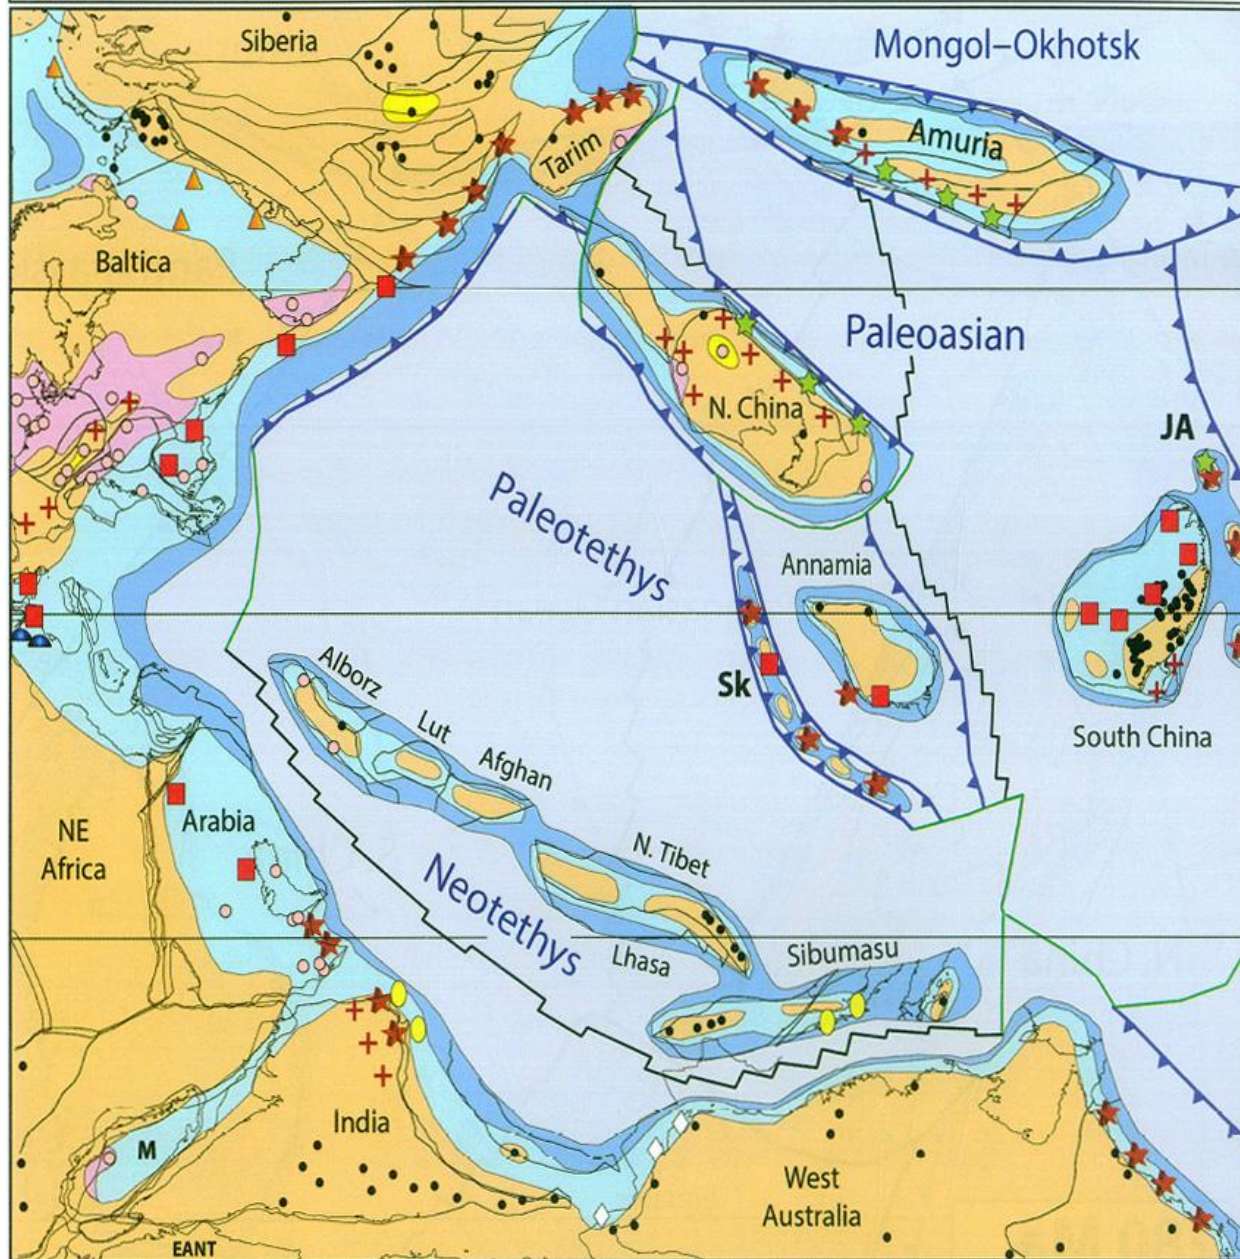 Siberia
Mongol–Okhotsk
Amuria
Tarim
Baltica
Paleoasian
N. China
JA
Paleotethys
Annamia
Sk
South China
Alborz
Lut
Afghan
NE
Africa
Arabia
N. Tibet
Neotethys
Lhasa
Sibumasu
India
M
West
Australia
EANT